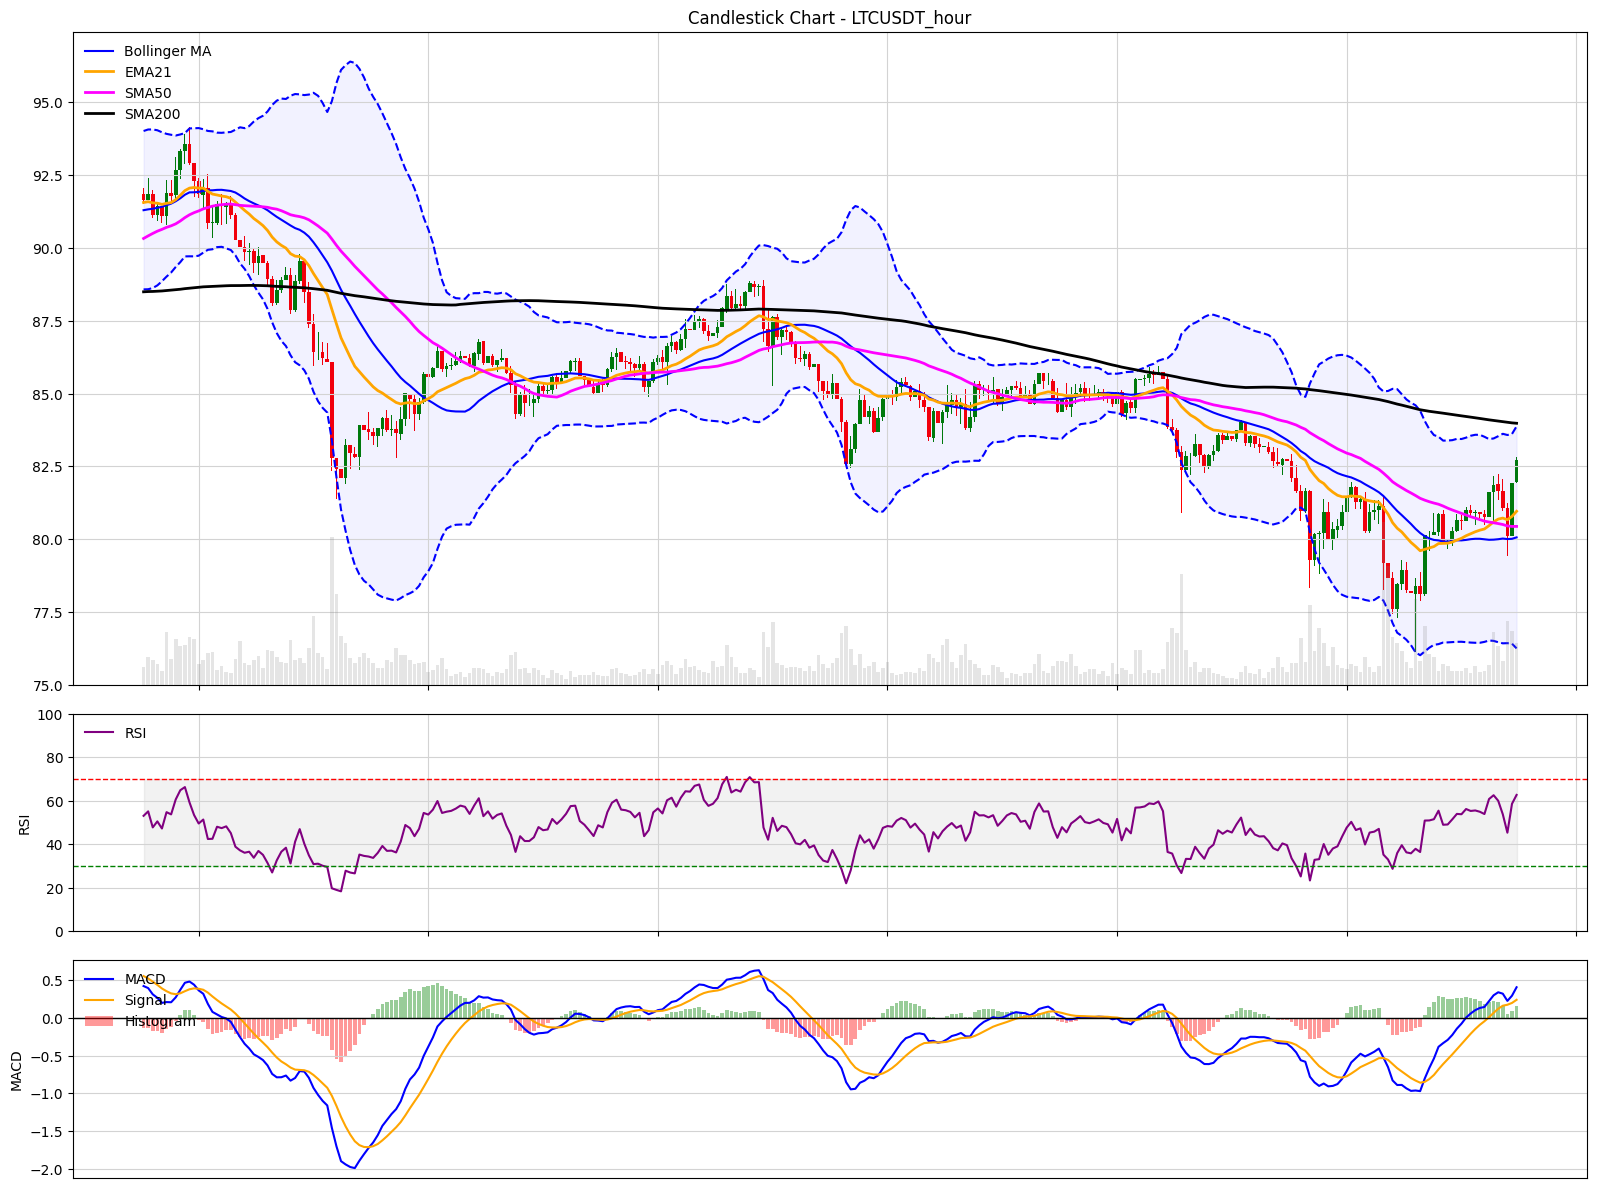 Candlestick Chart - LTCUSDT_hour
Bollinger MA
EMA21
SMA50
SMA200
95.0
92.5
90.0
87.5
85.0
82.5
80.0
77.5
75.0
RSI
RSI
100
80
60
40
20
0
MACD
Signal
Histogram
MACD
0.5
0.0
−0.5
−1.0
−1.5
−2.0